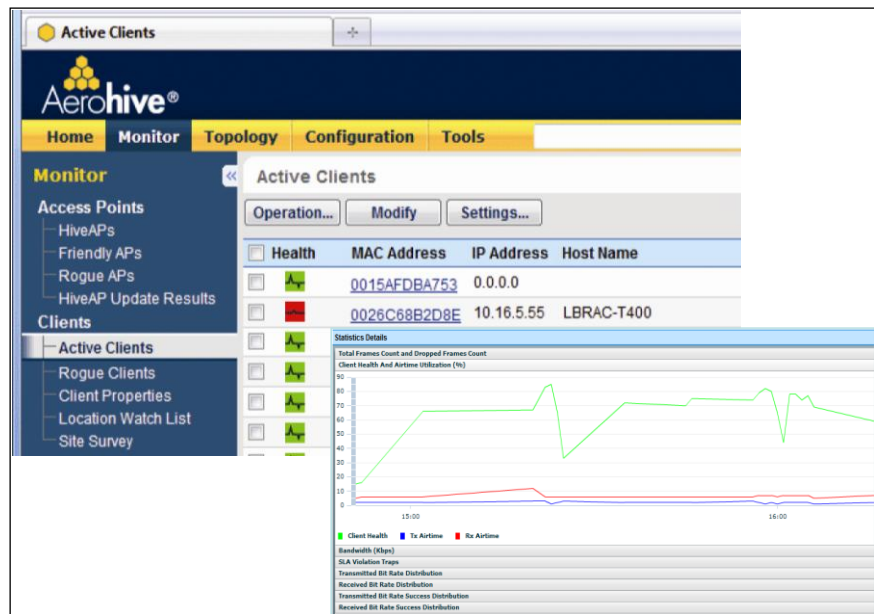 Active Clients
Aerohive®
Home Monitor Topology Configuration Tools
Monitor
Access Points
HiveAPs
Friendly APs
Rogue APs
HiveAP Update Results
Clients
Active Clients
Rogue Clients
Client Properties
Location Watch List
Site Survey
Active Clients
Operation... Modify Settings...
Health MAC Address IP Address Host Name
0015AFDBA753 0.0.0.0
0026C68B2D8E 10.16.5.55 LBRAC-T400
Statistics Details
Total Frames Count and Dropped Frames Count
Client Health And Airtime Utilization (%)
90
80
70
60
50
40
30
20
10
0
15:00 16:00
Client Health Tx Airtime Rx Airtime
Bandwidth (Kbps)
SLA Violation Traps
Transmitted Bit Rate Distribution
Received Bit Rate Distribution
Transmitted Bit Rate Success Distribution
Received Bit Rate Success Distribution